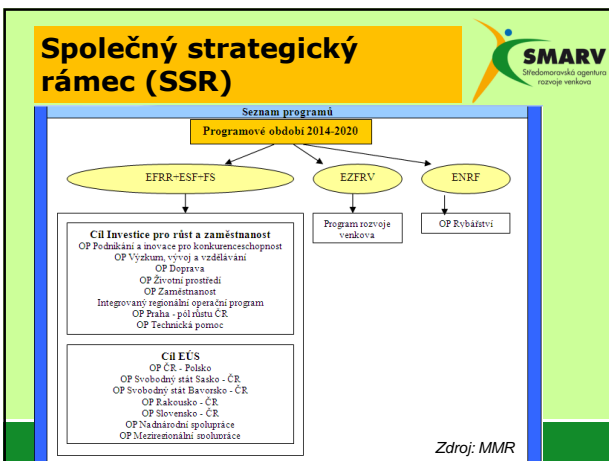 Společný strategický
rámec (SSR)
SMARV
Středomoravská agentura
rozvoje venkova
Seznam programů
Programové období 2014-2020
EFRR+ESF+FS
EZFRV
ENRF
Cíl Investice pro růst a zaměstnanost
OP Podnikání a inovace pro konkurenceschopnost
OP Výzkum, vývoj a vzdělávání
OP Doprava
OP Životní prostředí
OP Zaměstnanost
Integrovaný regionální operační program
OP Praha - pól růstu ČR
OP Technická pomoc
Program rozvoje
venkova
OP Rybářství
Cíl EÚS
OP ČR - Polsko
OP Svobodný stát Sasko - ČR
OP Svobodný stát Bavorsko - ČR
OP Rakousko - ČR
OP Slovensko - ČR
OP Nadnárodní spolupráce
OP Meziregionální spolupráce
Zdroj: MMR